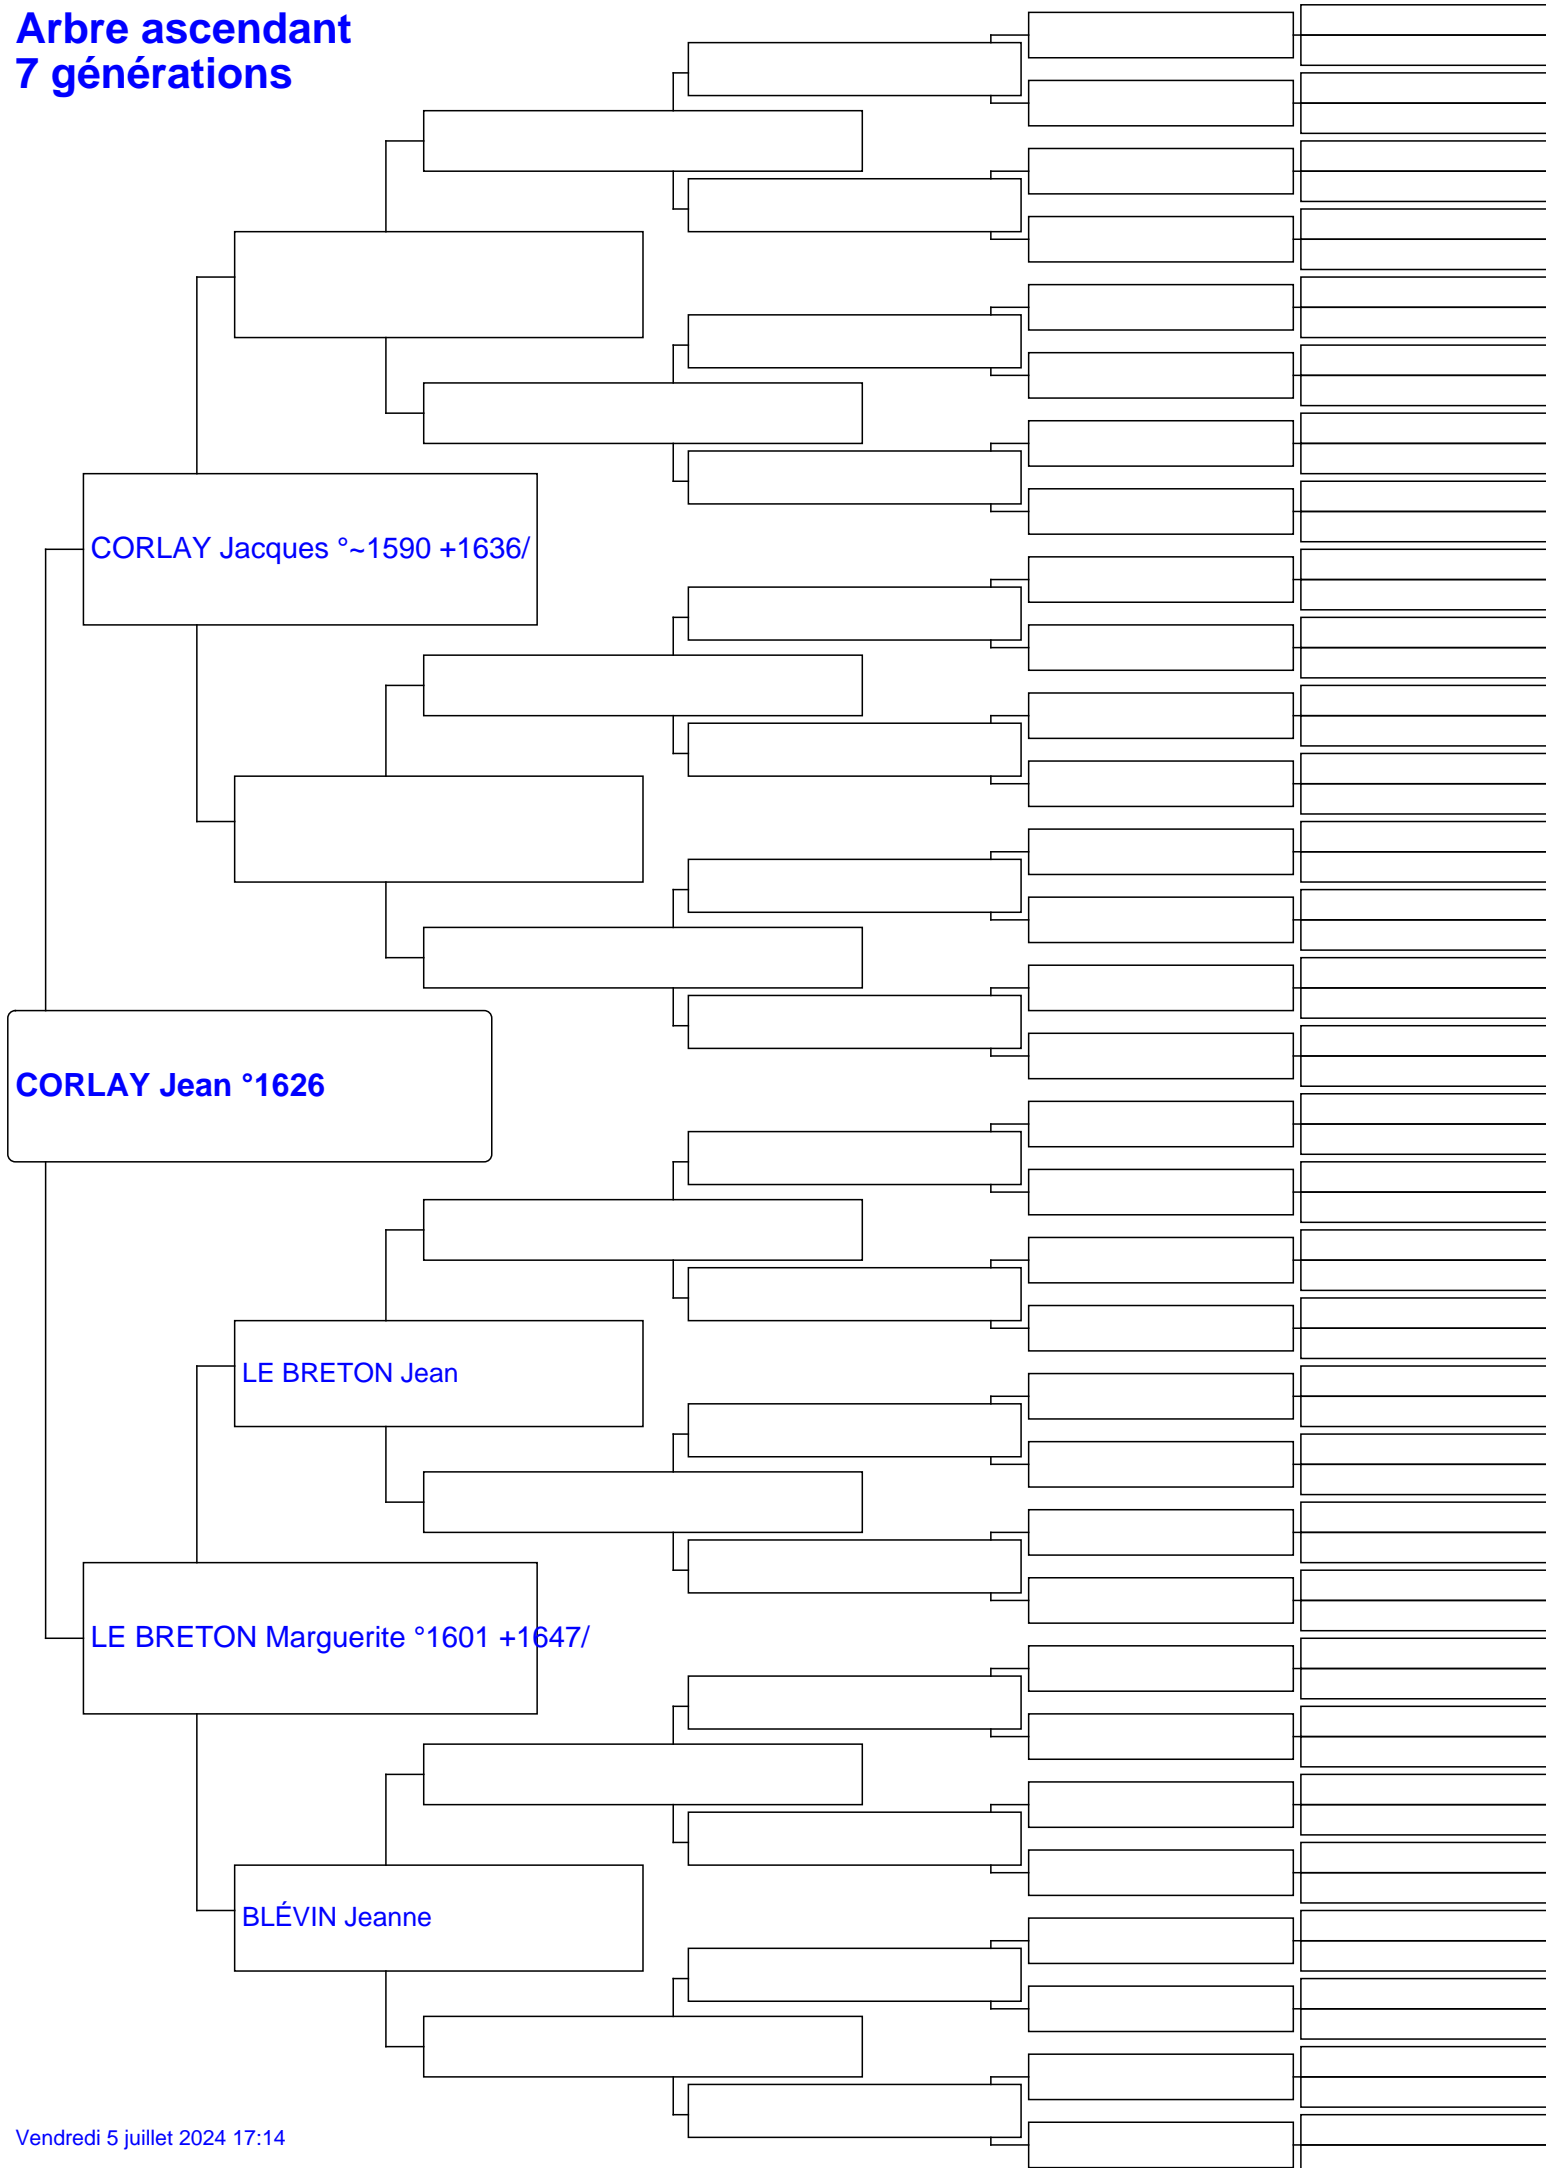 Arbre ascendant
7 générations
CORLAY Jacques °~1590 +1636/
CORLAY Jean °1626
LE BRETON Jean
LE BRETON Marguerite °1601 +1647/
BLÉVIN Jeanne
Vendredi 5 juillet 2024 17:14